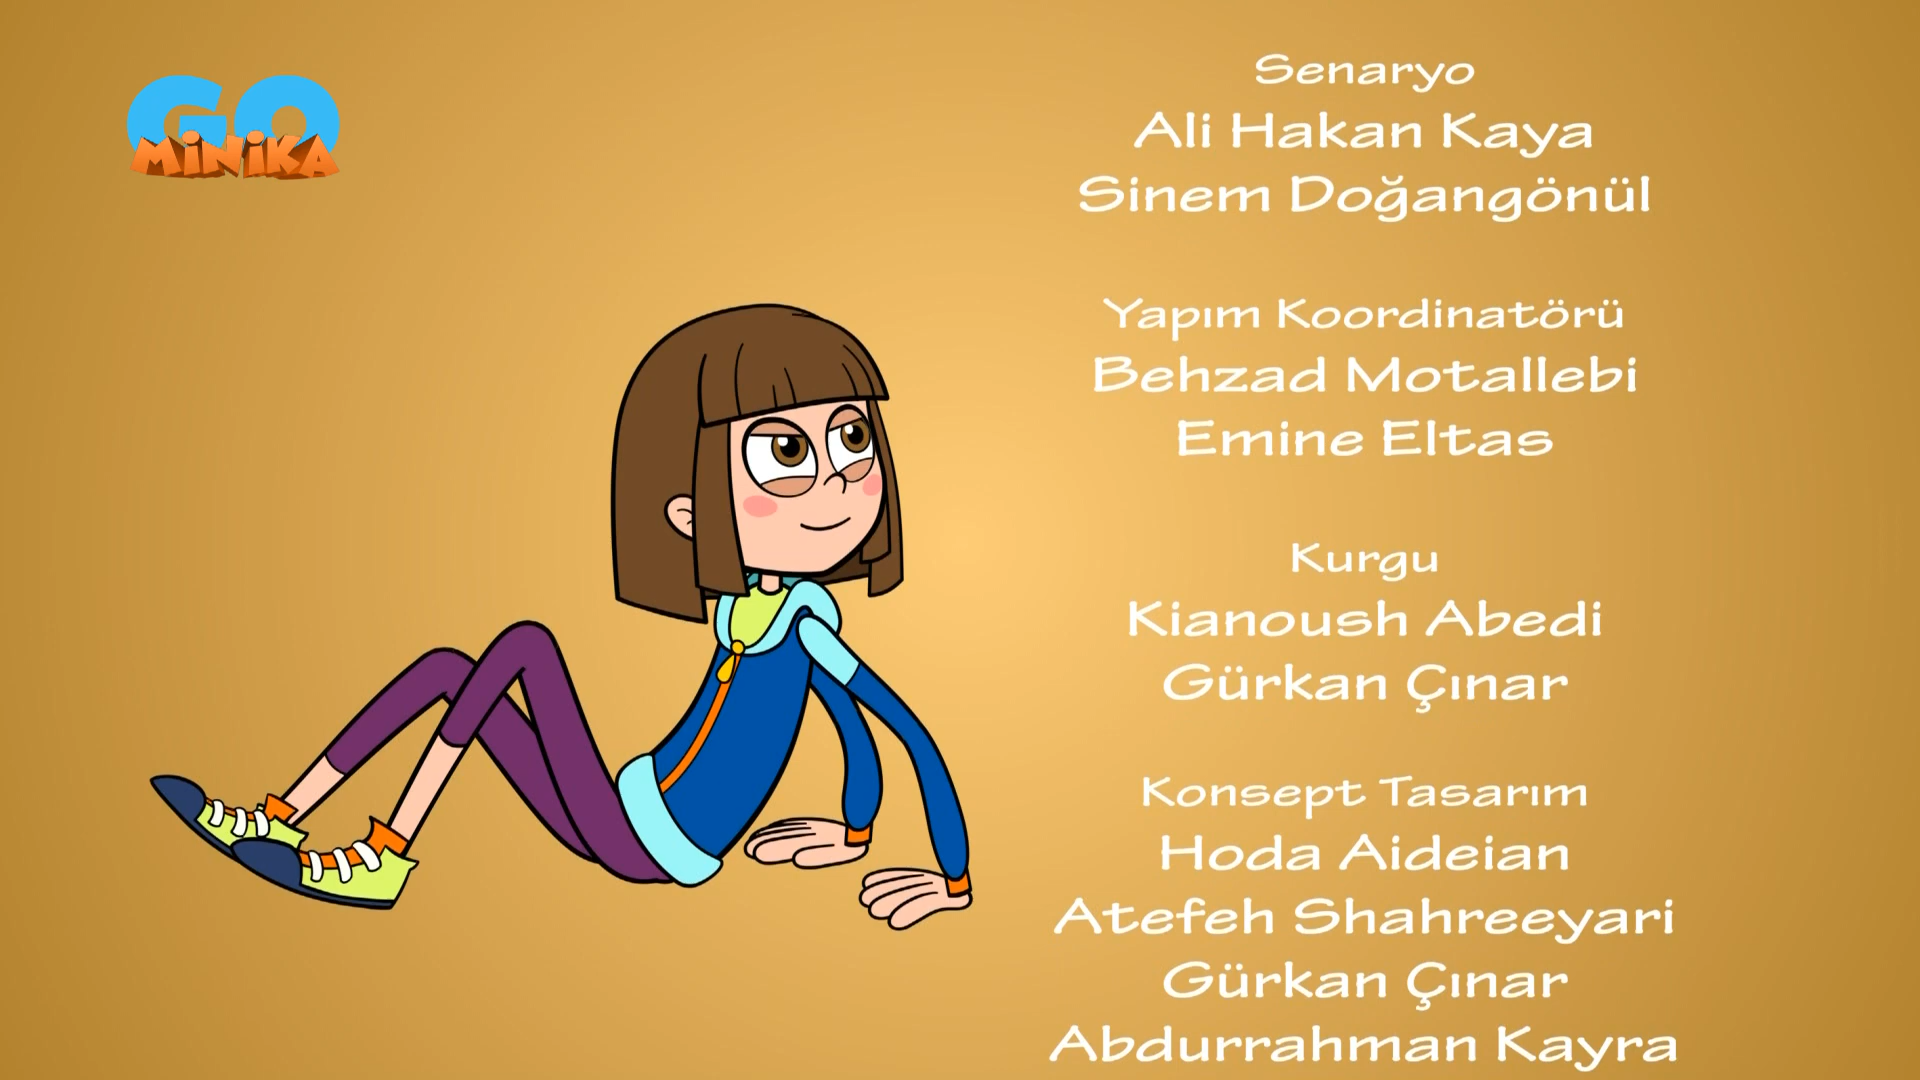 GO
MİNİKA
Senaryo
Ali Hakan Kaya
Sinem Doğangönül
Yapım Koordinatörü
Behzad Motallebi
Emine Eltas
Kurgu
Kianoush Abedi
Gürkan Çınar
Konsept Tasarım
Hoda Aideian
Atefeh Shahreeyari
Gürkan Çınar
Abdurrahman Kayra